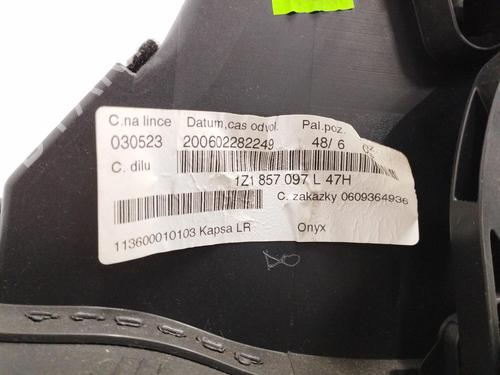 C.na lince Datum,cas odvol. Pal.poz.
030523 200602282249 48/ 6
C. dilu
1Z1 857 097 L 47H
C. zakazky 0609364936
113600010103 Kapsa LR Onyx